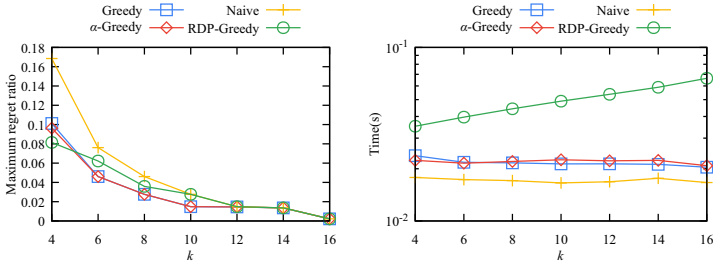 Greedy
Naive
α-Greedy
RDP-Greedy
Maximum regret ratio
0.18
0.16
0.14
0.12
0.1
0.08
0.06
0.04
0.02
0
4 6 8 10 12 14 16
k
Greedy
Naive
α-Greedy
RDP-Greedy
Time(s)
10-1
10-2
4 6 8 10 12 14 16
k